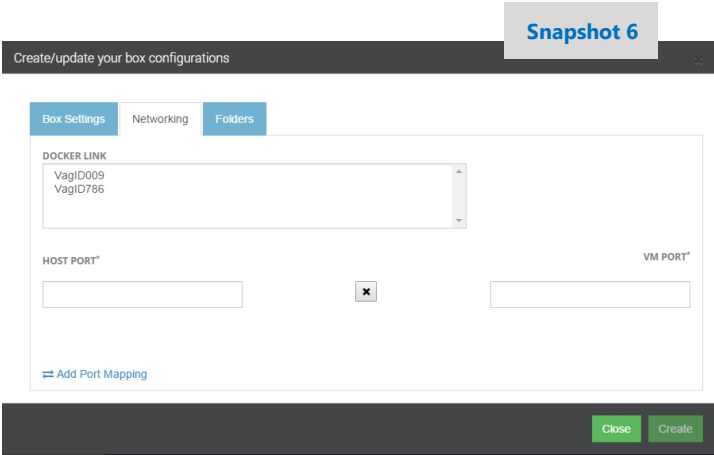 Snapshot 6
Create/update your box configurations
Box Settings Networking Folders
DOCKER LINK
VagID009
VagID786
HOST PORT* VM PORT*
Add Port Mapping
Close Create